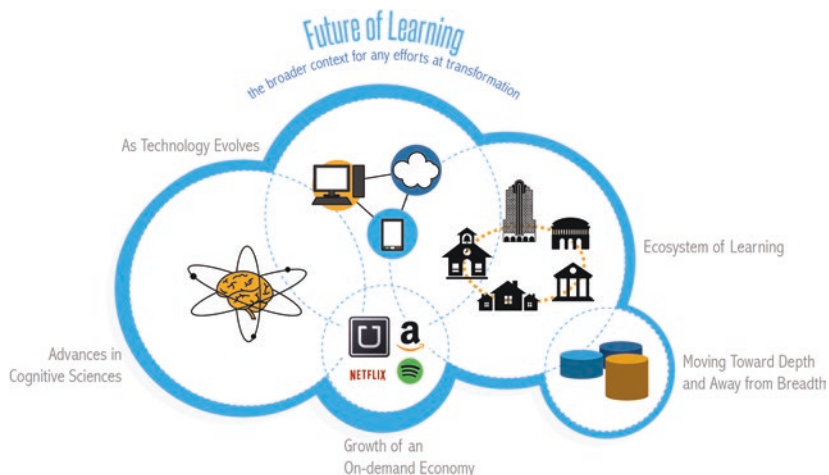 Future of Learning
the broader context for any efforts at transformation
As Technology Evolves
Ecosystem of Learning
Advances in
Cognitive Sciences
U
a
NETFLIX
Moving Toward Depth
and Away from Breadth
Growth of an
On-demand Economy